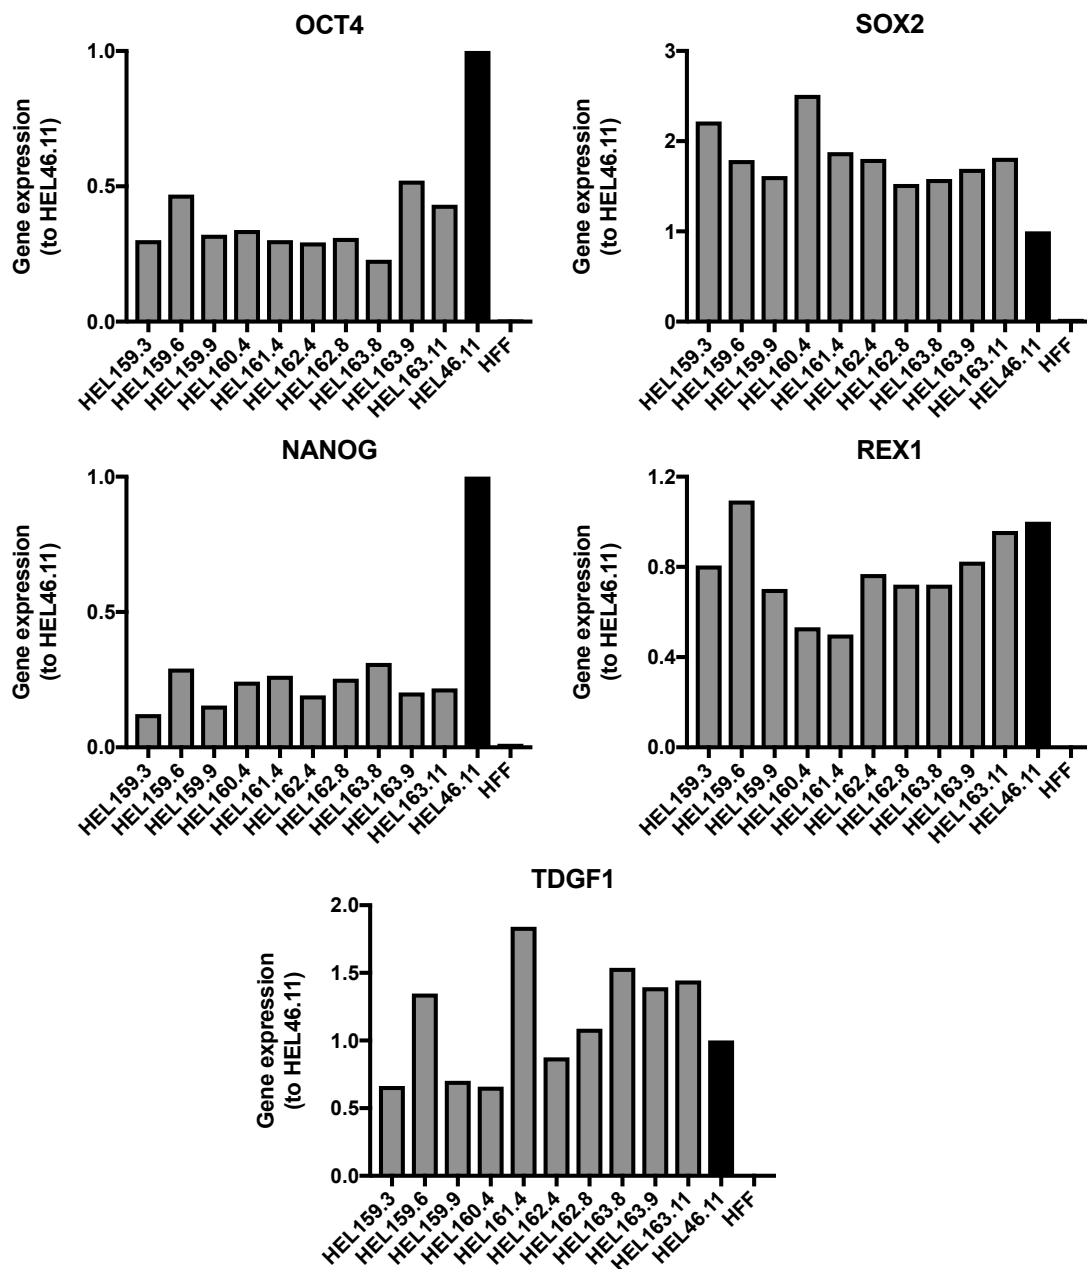 OCT4
Gene expression
(to HEL46.11)
1.0
0.5
0.0
HEL159.3
HEL159.6
HEL159.9
HEL160.4
HEL161.4
HEL162.4
HEL162.8
HEL163.8
HEL163.9
HEL163.11
HEL46.11
HFF
SOX2
Gene expression
(to HEL46.11)
3
2
1
0
HEL159.3
HEL159.6
HEL159.9
HEL160.4
HEL161.4
HEL162.4
HEL162.8
HEL163.8
HEL163.9
HEL163.11
HEL46.11
HFF
NANOG
Gene expression
(to HEL46.11)
1.0
0.5
0.0
HEL159.3
HEL159.6
HEL159.9
HEL160.4
HEL161.4
HEL162.4
HEL162.8
HEL163.8
HEL163.9
HEL163.11
HEL46.11
HFF
REX1
Gene expression
(to HEL46.11)
1.2
0.8
0.4
0.0
HEL159.3
HEL159.6
HEL159.9
HEL160.4
HEL161.4
HEL162.4
HEL162.8
HEL163.8
HEL163.9
HEL163.11
HEL46.11
HFF
TDGF1
Gene expression
(to HEL46.11)
2.0
1.5
1.0
0.5
0.0
HEL159.3
HEL159.6
HEL159.9
HEL160.4
HEL161.4
HEL162.4
HEL162.8
HEL163.8
HEL163.9
HEL163.11
HEL46.11
HFF